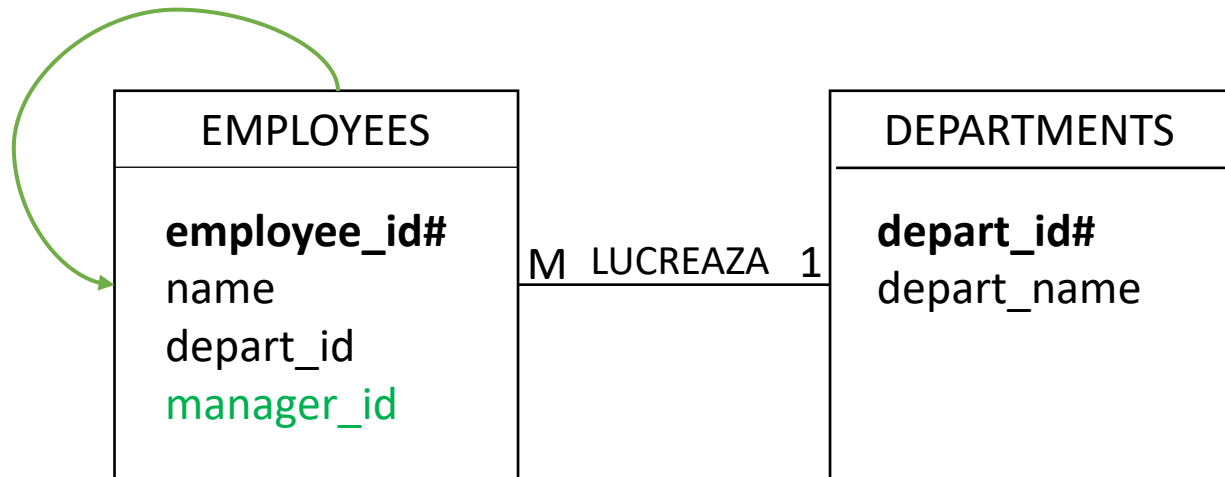 EMPLOYEES
employee_id#
name
depart_id
manager_id
M LUCREAZA 1
DEPARTMENTS
depart_id#
depart_name